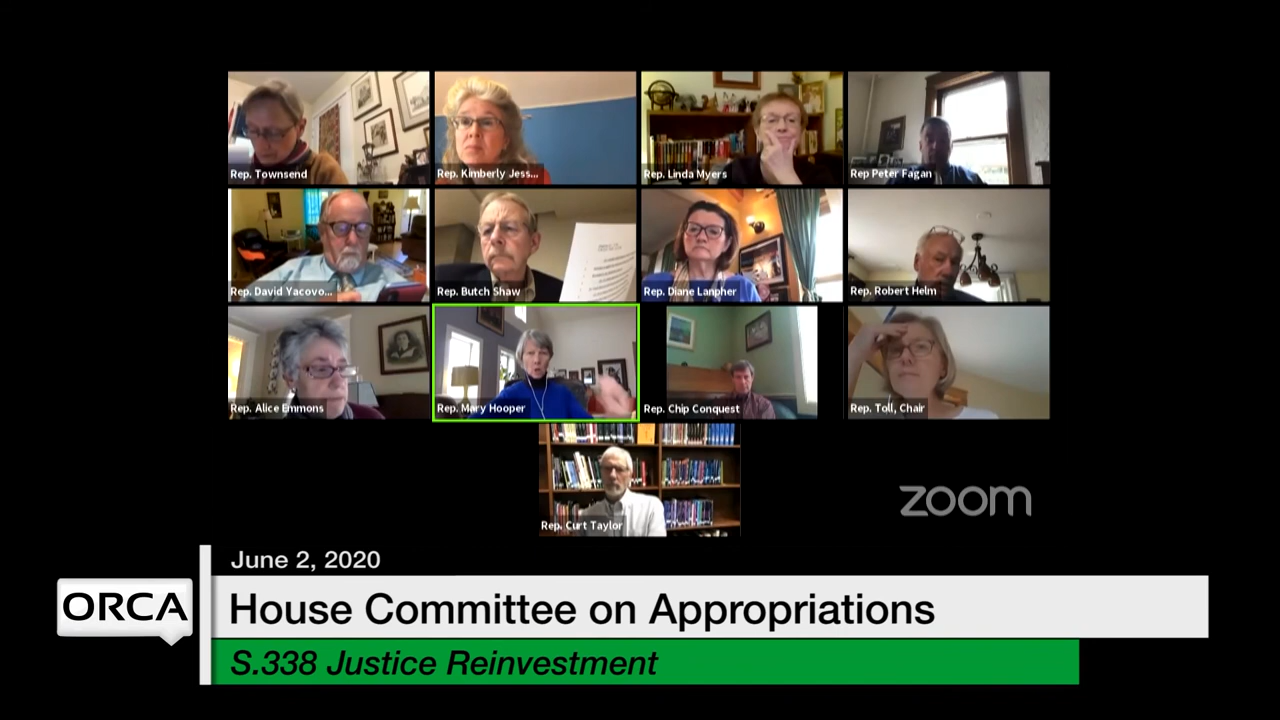 Rep. Townsend
Rep. Kimberly Jess...
Rep. Linda Myers
Rep Peter Fagan
Rep. David Yacovo...
Rep. Butch Shaw
Rep. Diane Lanpher
Rep. Robert Helm
Rep. Alice Emmons
Rep. Mary Hooper
Rep. Chip Conquest
Rep. Toll, Chair
Rep. Curt Taylor
zoom
June 2, 2020
ORCA
House Committee on Appropriations
S.338 Justice Reinvestment